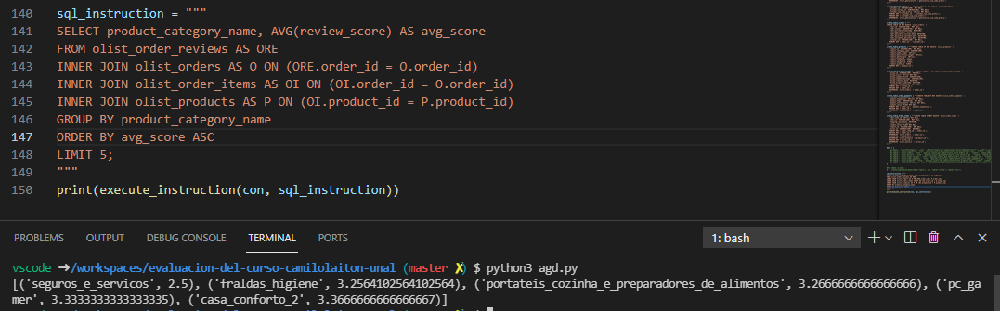 140 sql_instruction = """
141 SELECT product_category_name, AVG(review_score) AS avg_score
142 FROM olist_order_reviews AS ORE
143 INNER JOIN olist_orders AS O ON (ORE.order_id = O.order_id)
144 INNER JOIN olist_order_items AS OI ON (OI.order_id = O.order_id)
145 INNER JOIN olist_products AS P ON (OI.product_id = P.product_id)
146 GROUP BY product_category_name
147 ORDER BY avg_score ASC
148 LIMIT 5;
149 """
150 print(execute_instruction(con, sql_instruction))
PROBLEMS OUTPUT DEBUG CONSOLE TERMINAL PORTS 1: bash
vscode ➜/workspaces/evaluacion-del-curso-camilolaiton-unal (master ✗) $ python3 agd.py
[('seguros_e_servicos', 2.5), ('fraldas_higiene', 3.2564102564102564), ('portateis_cozinha_e_preparadores_de_alimentos', 3.2666666666666666), ('pc_ga
mer', 3.3333333333333335), ('casa_conforto_2', 3.3666666666666667)]